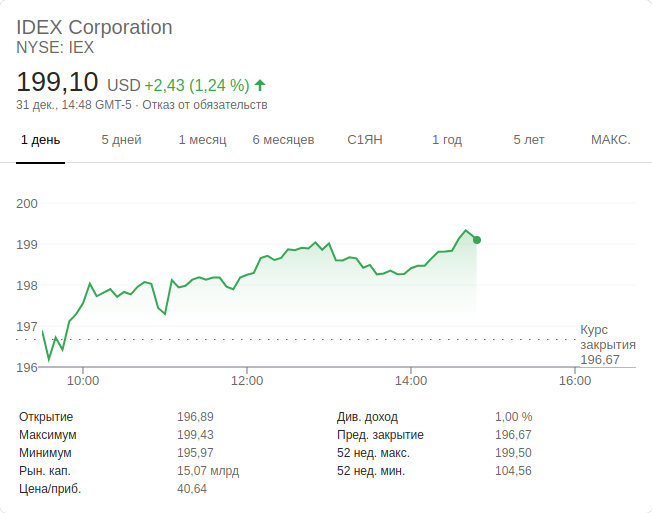 IDEX Corporation
NYSE: IEX
199,10 USD +2,43 (1,24 %)
31 дек., 14:48 GMT-5 · Отказ от обязательств
1 день 5 дней 1 месяц 6 месяцев С1ЯН 1 год 5 лет МАКС.
200
199
198
197
196
Курс
закрытия
196,67
10:00 12:00 14:00 16:00
Открытие 196,89 Див. доход 1,00 %
Максимум 199,43 Пред. закрытие 196,67
Минимум 195,97 52 нед. макс. 199,50
Рын. кап. 15,07 млрд 52 нед. мин. 104,56
Цена/приб. 40,64